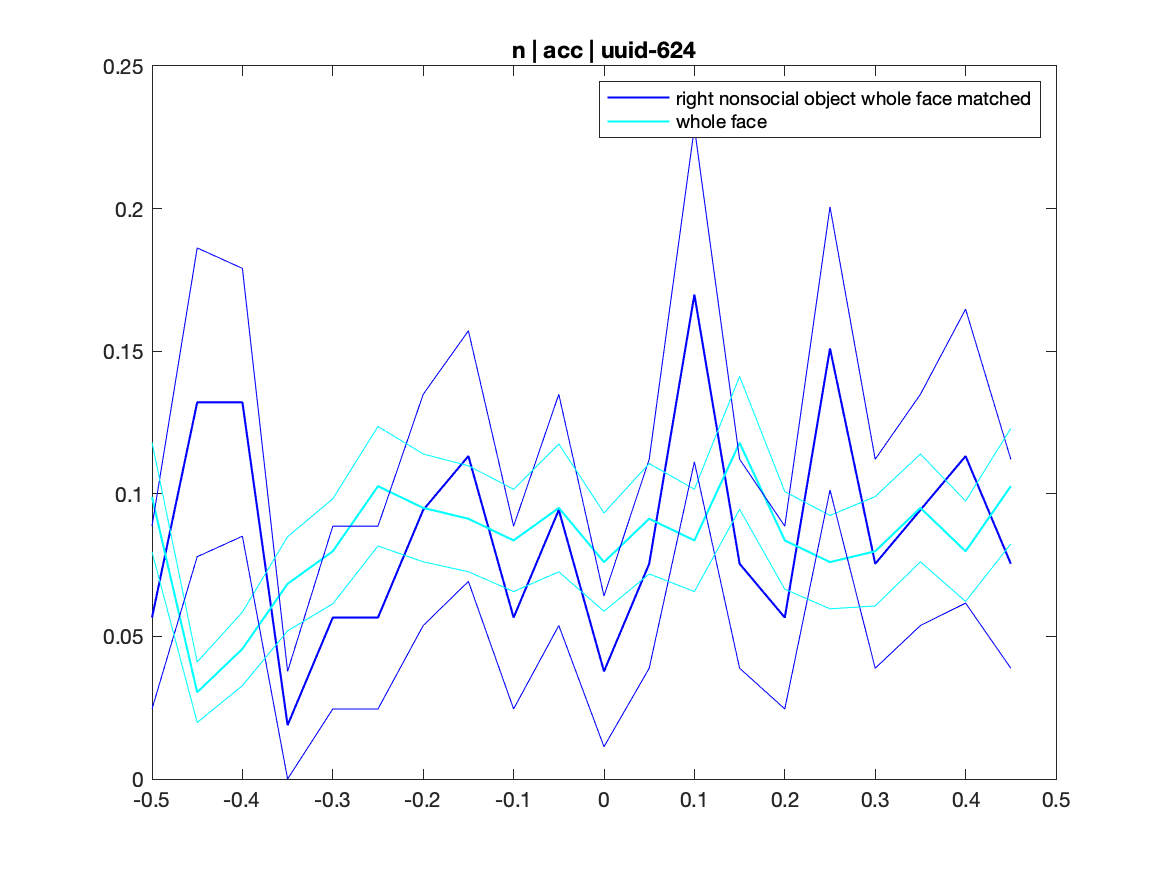 n | acc | uuid-624
right nonsocial object whole face matched
whole face
0.25
0.2
0.15
0.1
0.05
0
-0.5 -0.4 -0.3 -0.2 -0.1 0 0.1 0.2 0.3 0.4 0.5